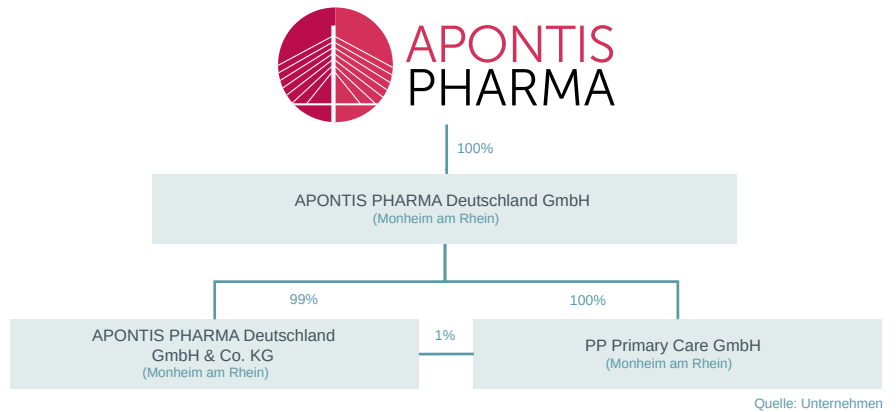 APONTIS
PHARMA
100%
APONTIS PHARMA Deutschland GmbH
(Monheim am Rhein)
99%
100%
APONTIS PHARMA Deutschland
GmbH & Co. KG
(Monheim am Rhein)
1%
PP Primary Care GmbH
(Monheim am Rhein)
Quelle: Unternehmen